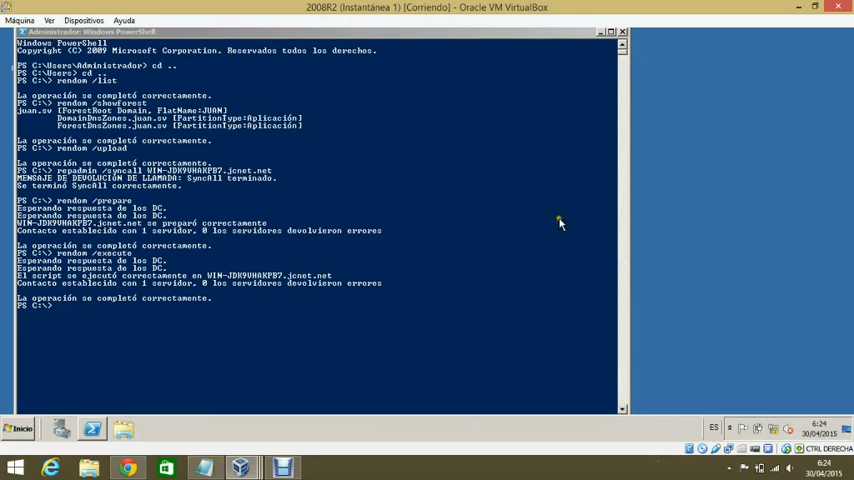 2008R2 (Instantánea 1) [Corriendo] - Oracle VM VirtualBox
Máquina Ver Dispositivos Ayuda
Administrador: Windows PowerShell
Windows PowerShell
Copyright (C) 2009 Microsoft Corporation. Reservados todos los derechos.
PS C:\Users\Administrador> cd ..
PS C:\Users> cd ..
PS C:\> rendom /list
La operación se completó correctamente.
PS C:\> rendom /showforest
juan.sv [ForestRoot Domain, FlatName:JUAN]
DomainDnsZones.juan.sv [PartitionType:Aplicación]
ForestDnsZones.juan.sv [PartitionType:Aplicación]
La operación se completó correctamente.
PS C:\> rendom /upload
La operación se completó correctamente.
PS C:\> repadmin /syncall WIN-JDK9VHAKPB7.jcnet.net
MENSAJE DE DEVOLUCIÓN DE LLAMADA: SyncAll terminado.
Se terminó SyncAll correctamente.
PS C:\> rendom /prepare
Esperando respuesta de los DC.
Esperando respuesta de los DC.
WIN-JDK9VHAKPB7.jcnet.net se preparó correctamente
Contacto establecido con 1 servidor, 0 los servidores devolvieron errores
La operación se completó correctamente.
PS C:\> rendom /execute
Esperando respuesta de los DC.
Esperando respuesta de los DC.
El script se ejecutó correctamente en WIN-JDK9VHAKPB7.jcnet.net
Contacto establecido con 1 servidor, 0 los servidores devolvieron errores
La operación se completó correctamente.
PS C:\>
Inicio
ES
6:24
30/04/2015
CTRL DERECHA
6:24
30/04/2015